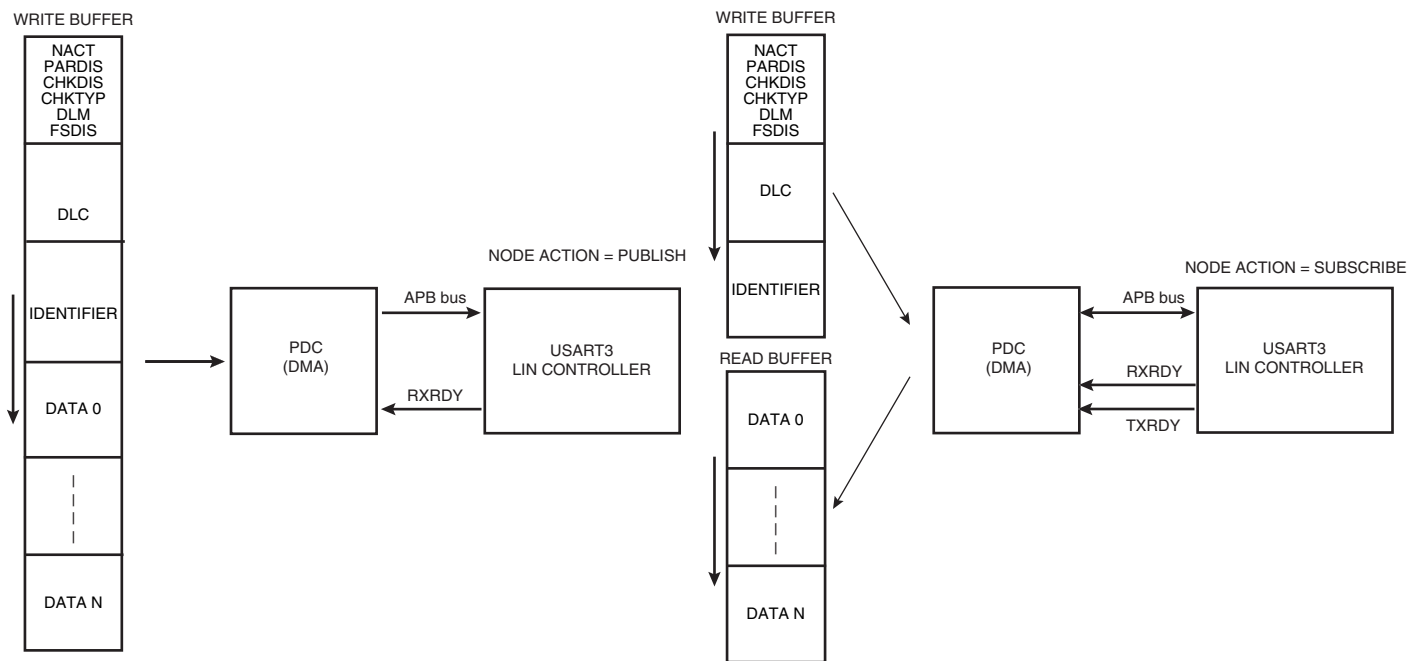 WRITE BUFFER
NACT
PARDIS
CHKDIS
CHKTYP
DLM
FSDIS
DLC
IDENTIFIER
DATA 0
DATA N
NODE ACTION = PUBLISH
PDC
(DMA)
APB bus
RXRDY
USART3
LIN CONTROLLER
WRITE BUFFER
NACT
PARDIS
CHKDIS
CHKTYP
DLM
FSDIS
DLC
IDENTIFIER
READ BUFFER
DATA 0
DATA N
NODE ACTION = SUBSCRIBE
PDC
(DMA)
APB bus
RXRDY
TXRDY
USART3
LIN CONTROLLER